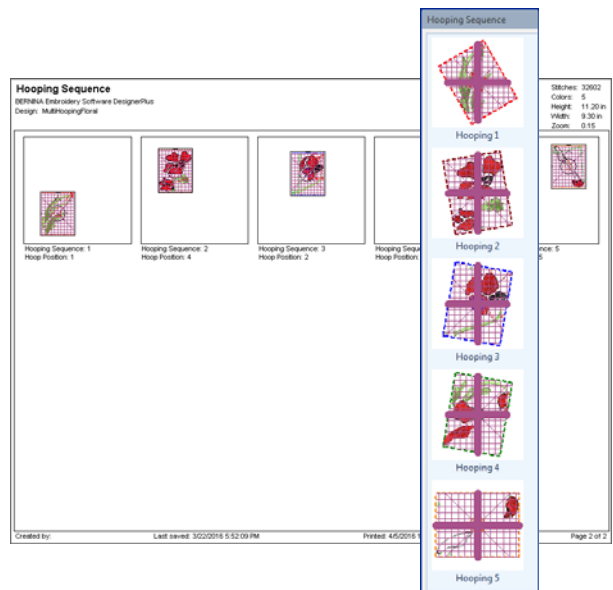 Hooping Sequence
BERNINA Embroidery Software DesignerPlus
Design: MultiHoopingFloral
Stitches: 32602
Colors: 5
Height: 11.20 in
Width: 9.30 in
Zoom: 0.15
Hooping Sequence: 1
Hoop Position: 1
Hooping Sequence: 2
Hoop Position: 4
Hooping Sequence: 3
Hoop Position: 2
Hooping
Hoop Position:
5
5
Created by:
Last saved: 3/22/2016 5:52:09 PM
Printed: 4/5/2016
Page 2 of 2
Hooping Sequence
Hooping 1
Hooping 2
Hooping 3
Hooping 4
Hooping 5